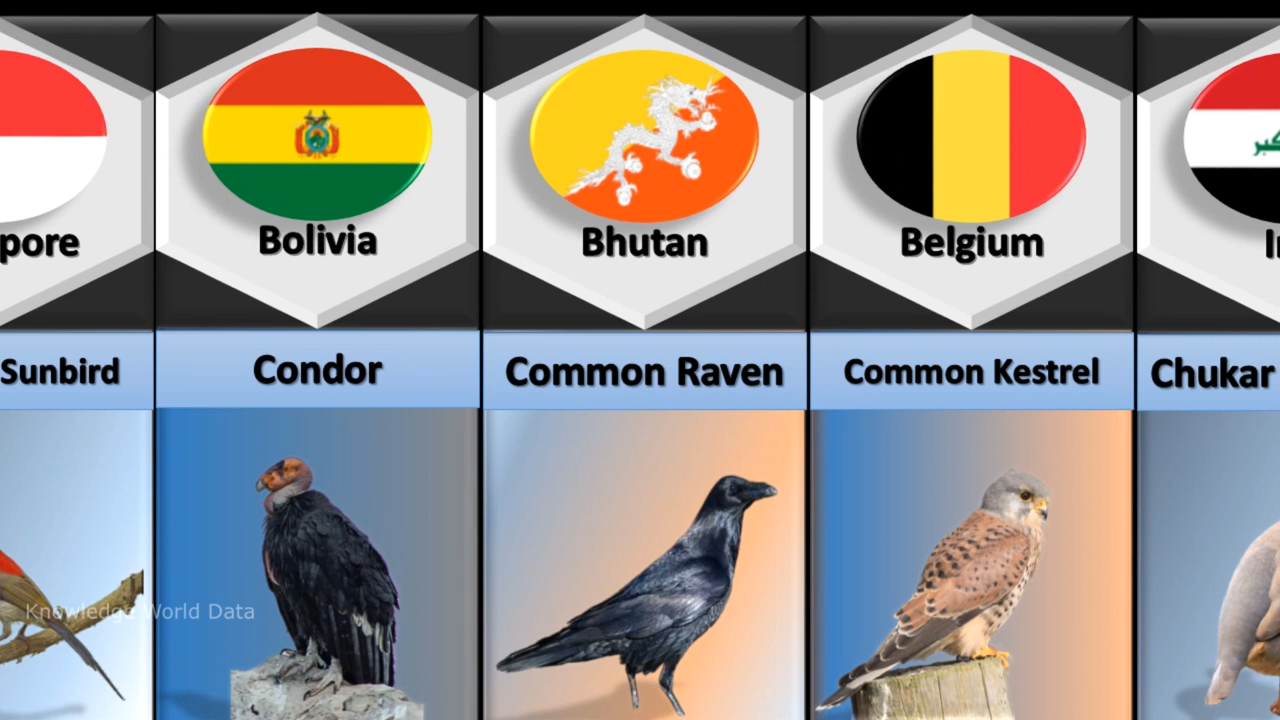 pore
Bolivia
Bhutan
Belgium
Sunbird
Condor
Common Raven
Common Kestrel
Chukar
Knowledge World Data